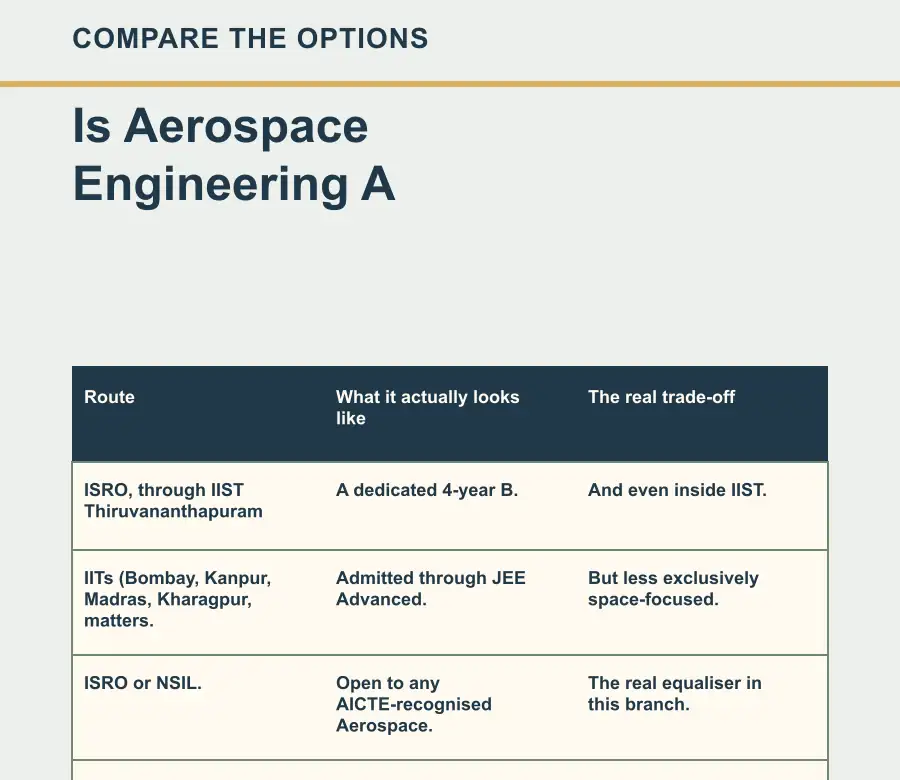 COMPARE THE OPTIONS
Is Aerospace
Engineering A
Route
What it actually looks
like
The real trade-off
ISRO, through IIST
Thiruvananthapuram
A dedicated 4-year B.
And even inside IIST.
IITs (Bombay, Kanpur,
Madras, Kharagpur,
matters.
Admitted through JEE
Advanced.
But less exclusively
space-focused.
ISRO or NSIL.
Open to any
AICTE-recognised
Aerospace.
The real equaliser in
this branch.